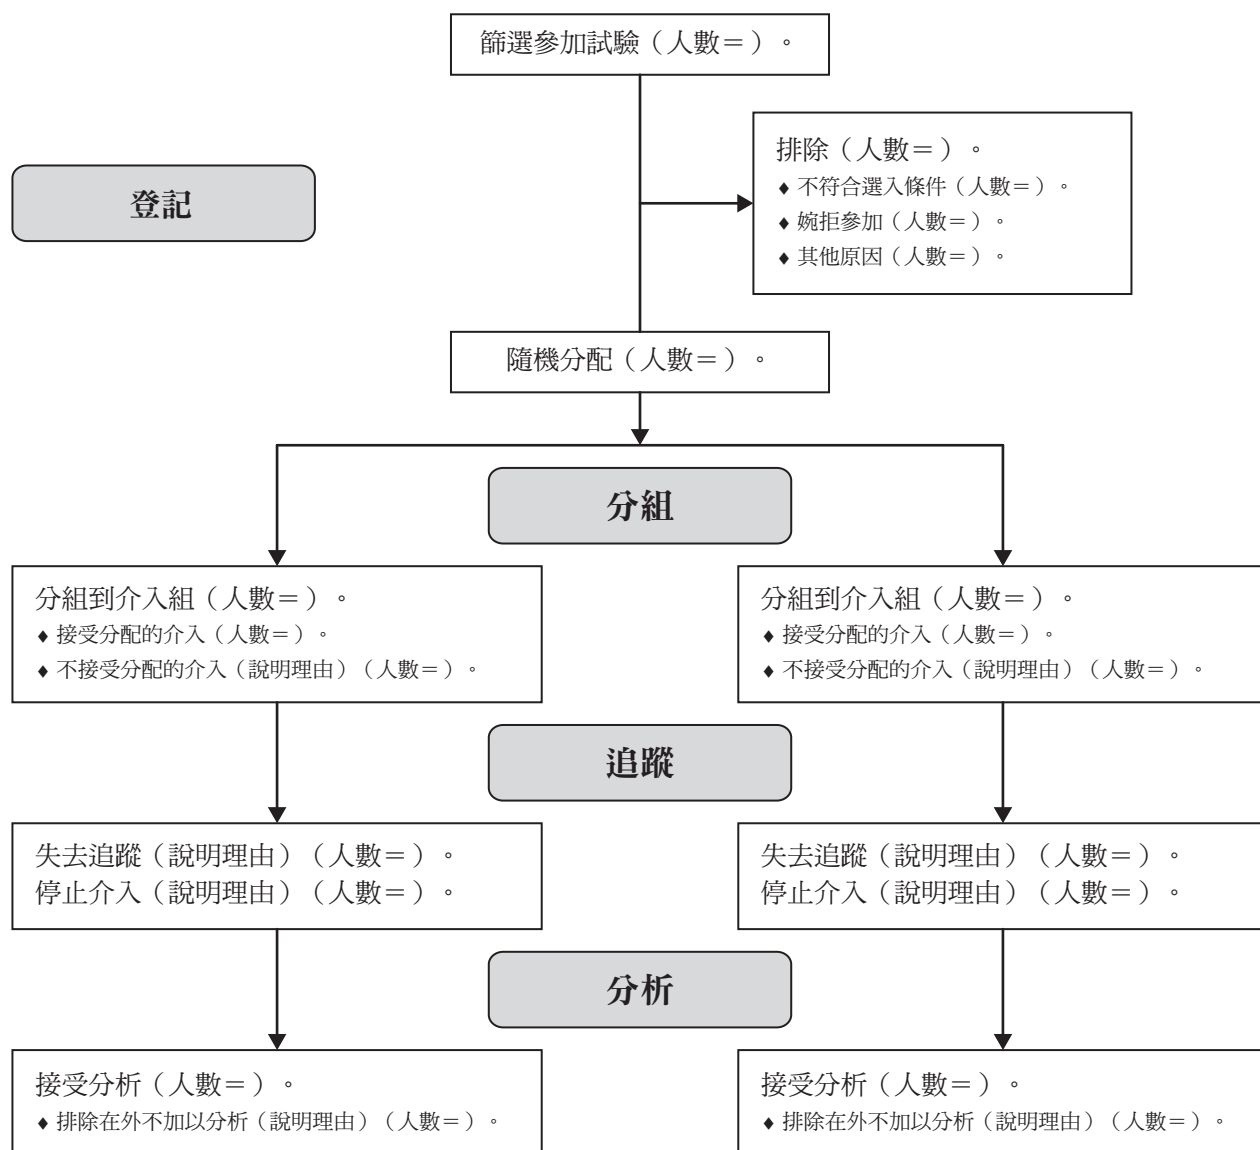 篩選參加試驗（人數＝）。
排除（人數＝）。
♦ 不符合選入條件（人數＝）。
♦ 婉拒參加（人數＝）。
♦ 其他原因（人數＝）。
登記
隨機分配（人數＝）。
分組
分組到介入組（人數＝）。
♦ 接受分配的介入（人數＝）。
♦ 不接受分配的介入（說明理由）（人數＝）。
分組到介入組（人數＝）。
♦ 接受分配的介入（人數＝）。
♦ 不接受分配的介入（說明理由）（人數＝）。
追蹤
失去追蹤（說明理由）（人數＝）。
停止介入（說明理由）（人數＝）。
失去追蹤（說明理由）（人數＝）。
停止介入（說明理由）（人數＝）。
分析
接受分析（人數＝）。
♦ 排除在外不加以分析（說明理由）（人數＝）。
接受分析（人數＝）。
♦ 排除在外不加以分析（說明理由）（人數＝）。